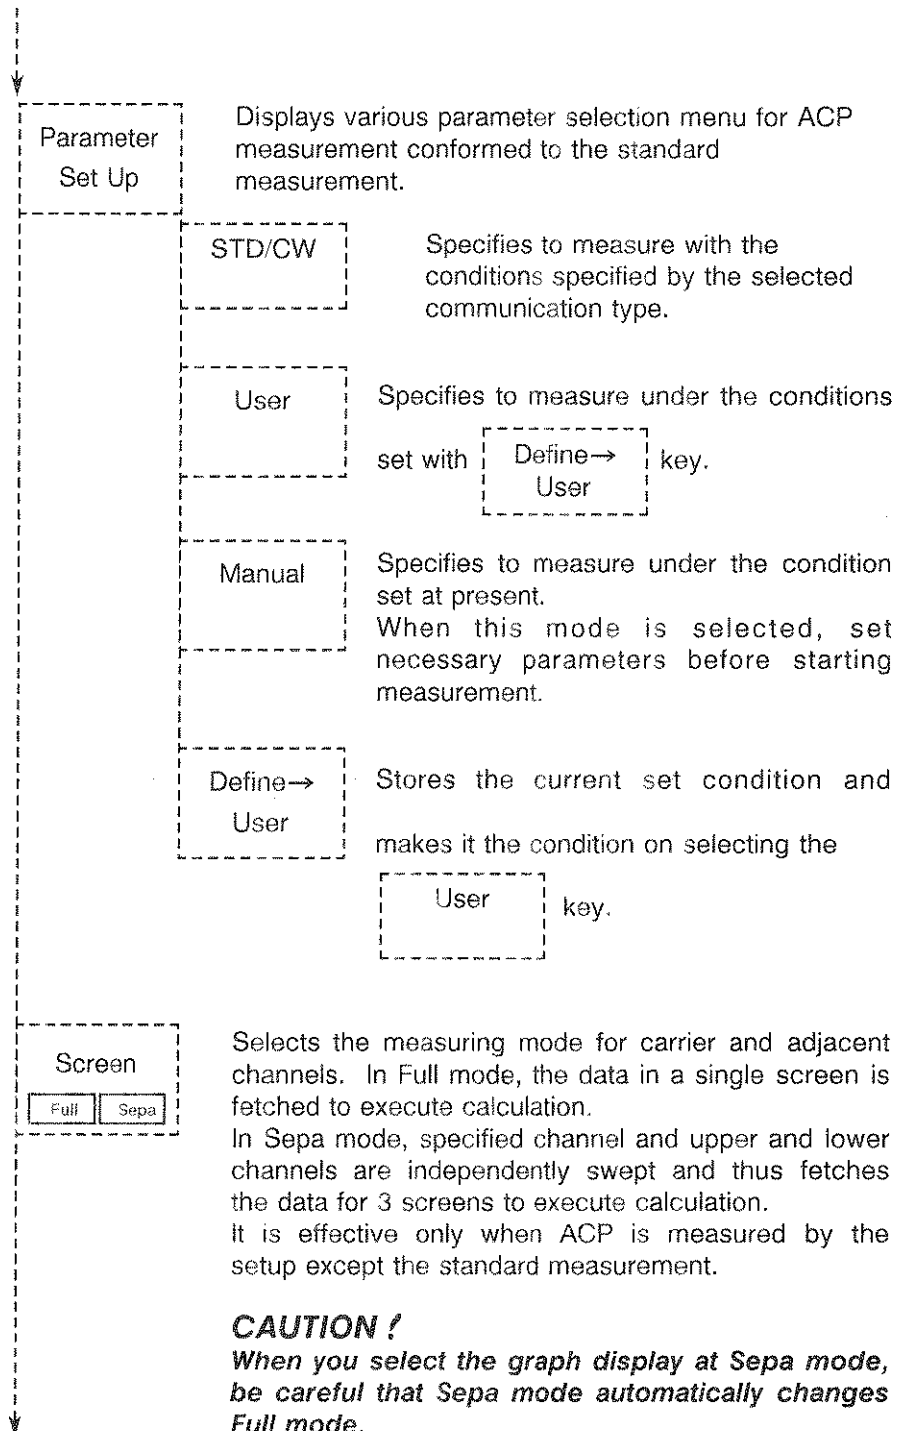 Parameter
Set Up
Displays various parameter selection menu for ACP
measurement conformed to the standard
measurement.
STD/CW
Specifies to measure with the
conditions specified by the selected
communication type.
User
Specifies to measure under the conditions
set with Define→ key.
User
Manual
Specifies to measure under the condition
set at present.
When this mode is selected, set
necessary parameters before starting
measurement.
Define→
User
Stores the current set condition and
makes it the condition on selecting the
User key.
Screen
Full Sepa
Selects the measuring mode for carrier and adjacent
channels. In Full mode, the data in a single screen is
fetched to execute calculation.
In Sepa mode, specified channel and upper and lower
channels are independently swept and thus fetches
the data for 3 screens to execute calculation.
It is effective only when ACP is measured by the
setup except the standard measurement.
CAUTION !
When you select the graph display at Sepa mode,
be careful that Sepa mode automatically changes
Full mode.